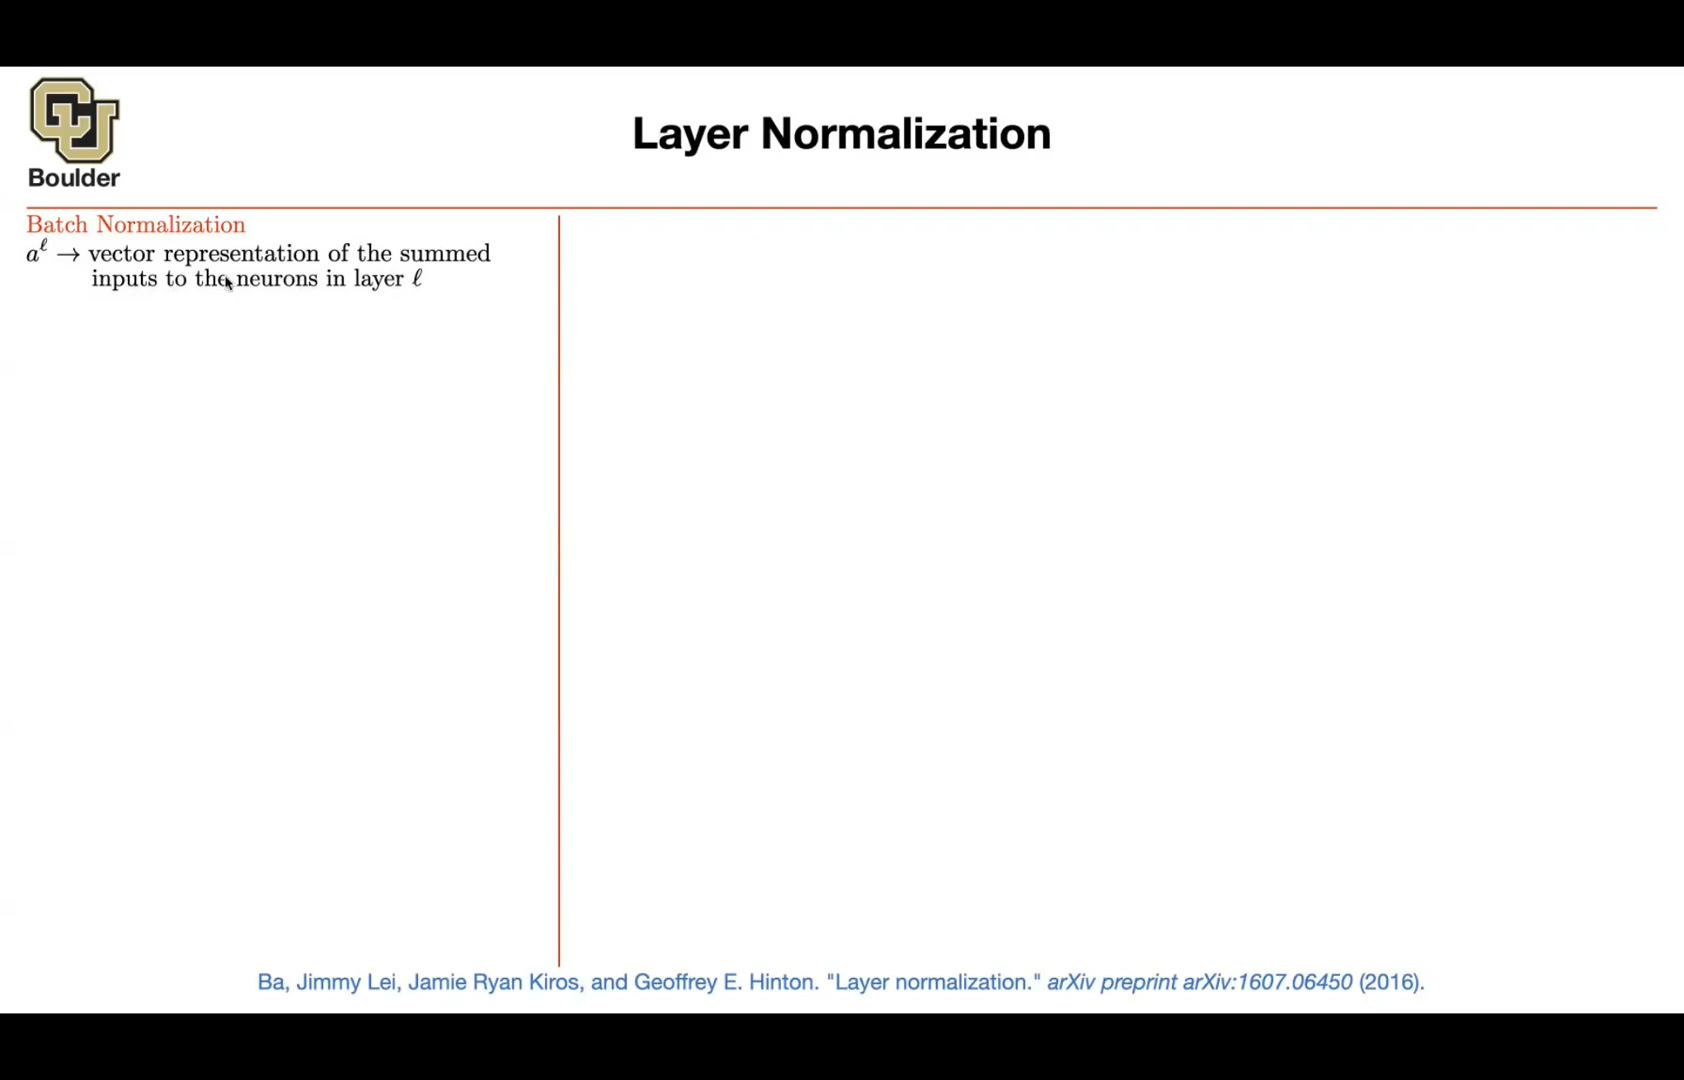 CU
Boulder
Layer Normalization
Batch Normalization
a^ℓ → vector representation of the summed
inputs to the neurons in layer ℓ
Ba, Jimmy Lei, Jamie Ryan Kiros, and Geoffrey E. Hinton. "Layer normalization." arXiv preprint arXiv:1607.06450 (2016).